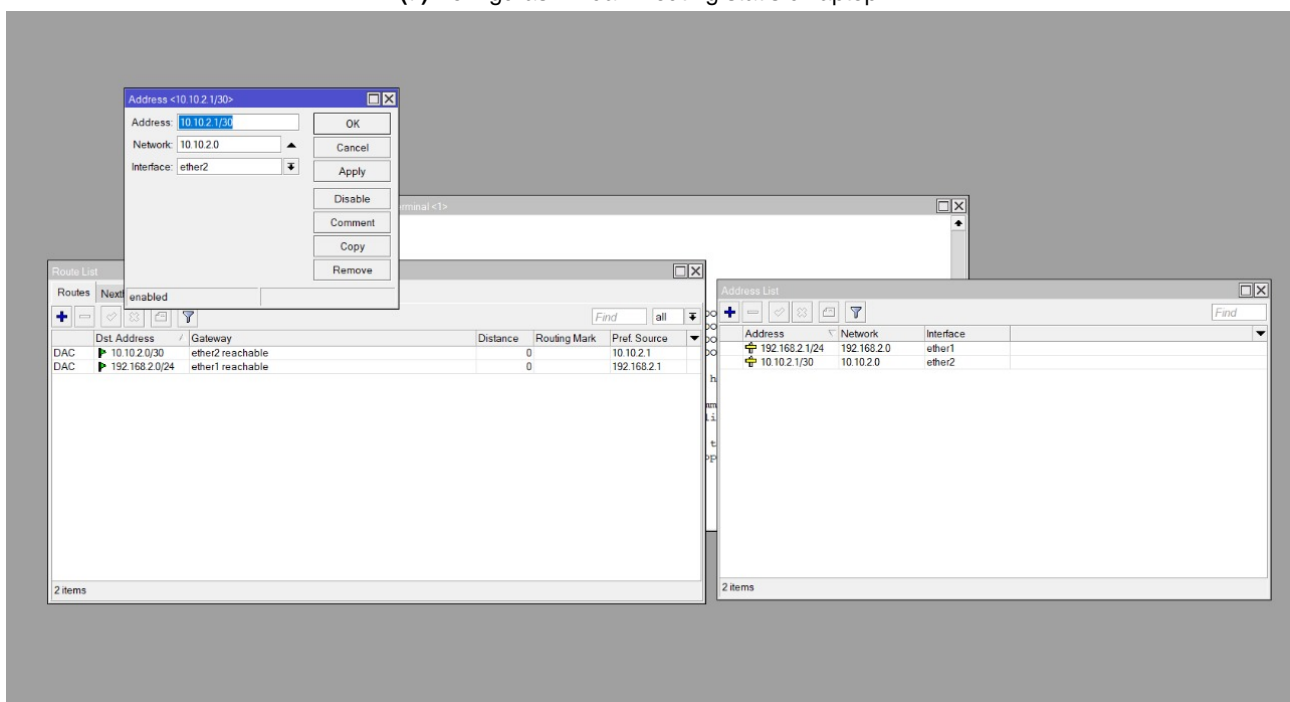 Address <10.10.2.1/30>
Address: 10.10.2.1/30
Network: 10.10.2.0
Interface: ether2
OK
Cancel
Apply
Disable
Comment
Copy
Remove
enabled
<1>
Route List
Routes
Find
all
Dst. Address / Gateway Distance Routing Mark Pref. Source
DAC 10.10.2.0/30 ether2 reachable 0 10.10.2.1
DAC 192.168.2.0/24 ether1 reachable 0 192.168.2.1
2 items
Address List
Find
Address Network Interface
192.168.2.1/24 192.168.2.0 ether1
10.10.2.1/30 10.10.2.0 ether2
2 items